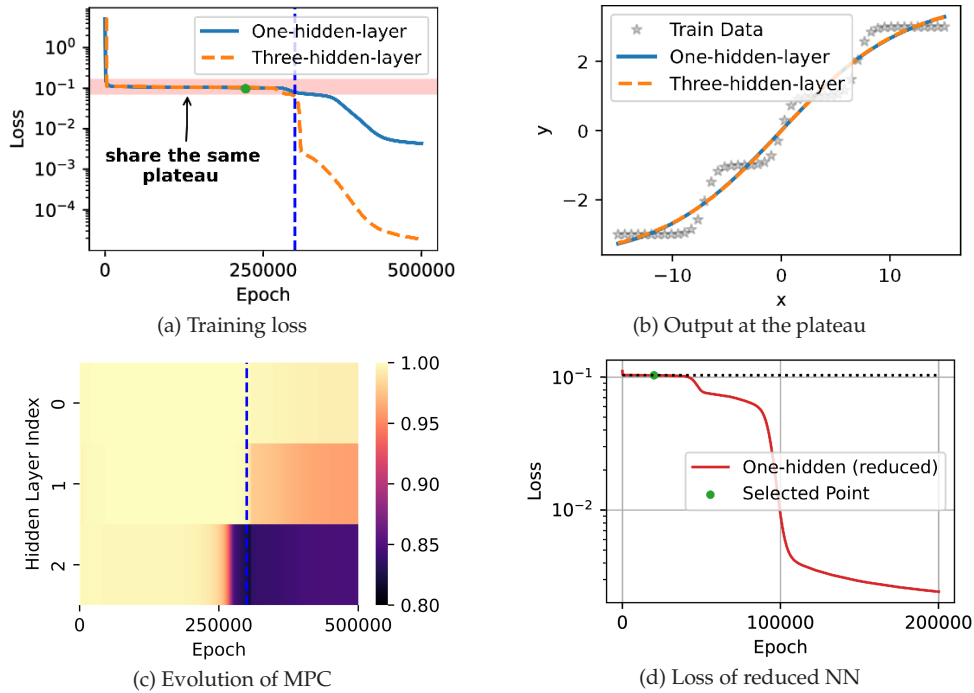 One-hidden-layer
Three-hidden-layer
10^0
10^-1
10^-2
10^-3
10^-4
Loss
share the same
plateau
0
250000
500000
Epoch
(a) Training loss
Train Data
One-hidden-layer
Three-hidden-layer
2
0
−2
y
−10
0
10
x
(b) Output at the plateau
Hidden Layer Index
0
1
2
0
250000
500000
Epoch
1.00
0.95
0.90
0.85
0.80
(c) Evolution of MPC
10^-1
10^-2
Loss
One-hidden (reduced)
Selected Point
0
100000
200000
Epoch
(d) Loss of reduced NN